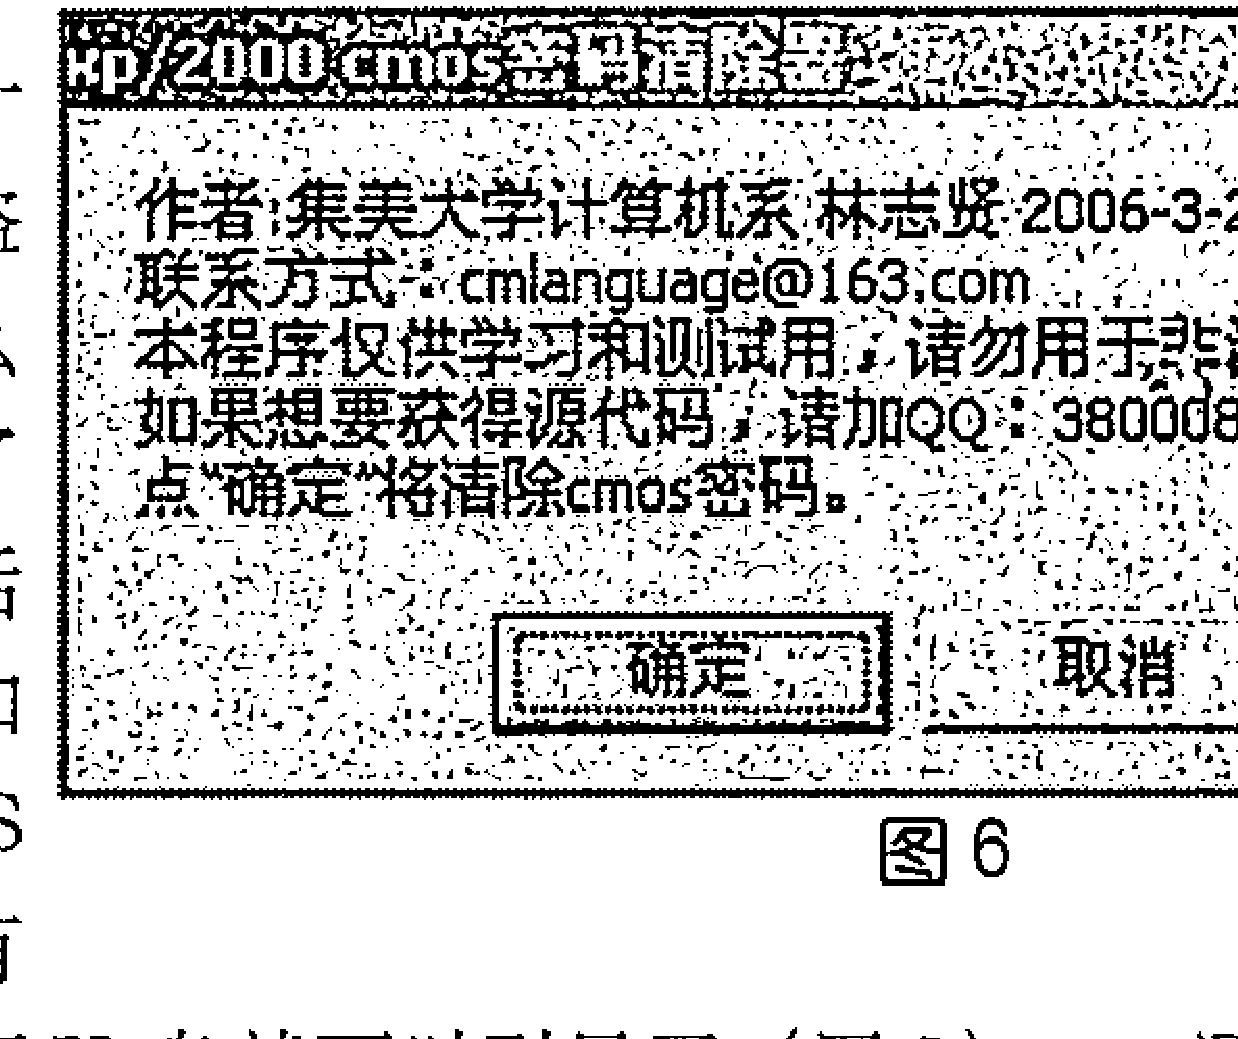 xp/2000 cmos密码清除器
作者:集美大学计算机系 林志贤 2006-3-2
联系方式：cmlanguage@163.com
本程序仅供学习和测试用，请勿用于非
如果想要获得源代码，请加QQ：380008
点“确定”将清除cmos密码。
确定
取消
图 6